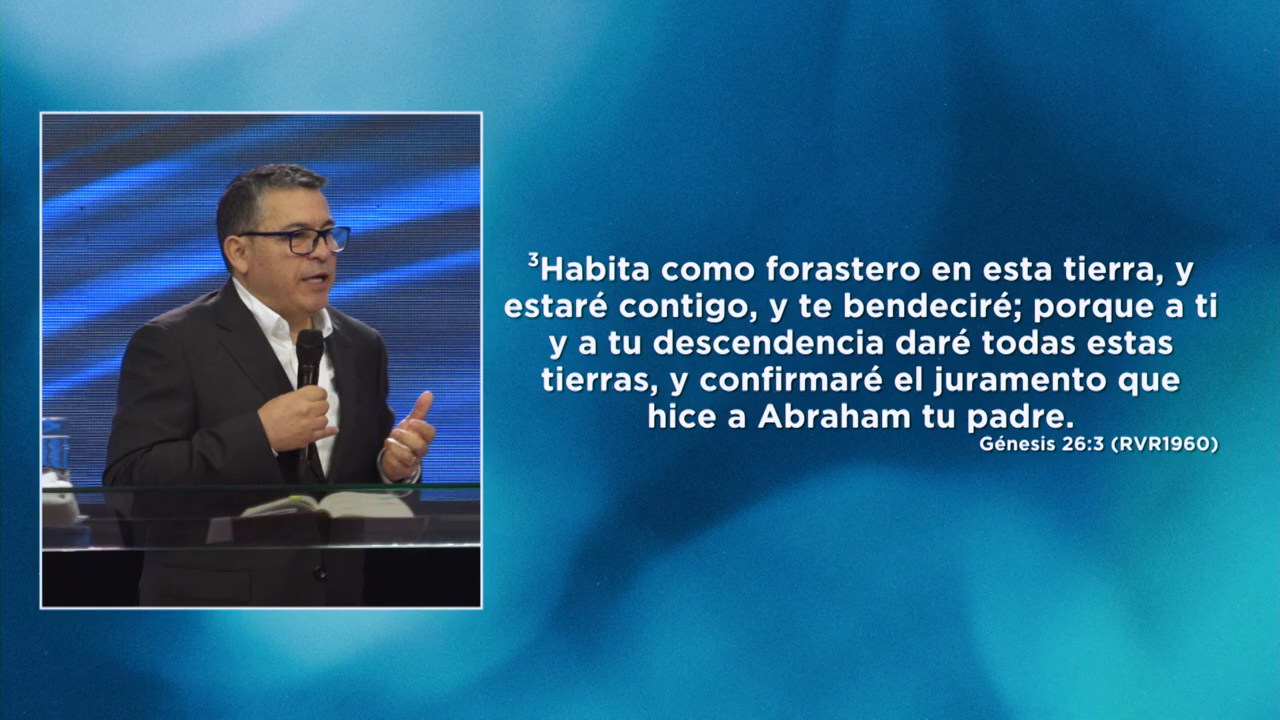 ³Habita como forastero en esta tierra, y
estaré contigo, y te bendeciré; porque a ti
y a tu descendencia daré todas estas
tierras, y confirmaré el juramento que
hice a Abraham tu padre.
Génesis 26:3 (RVR1960)